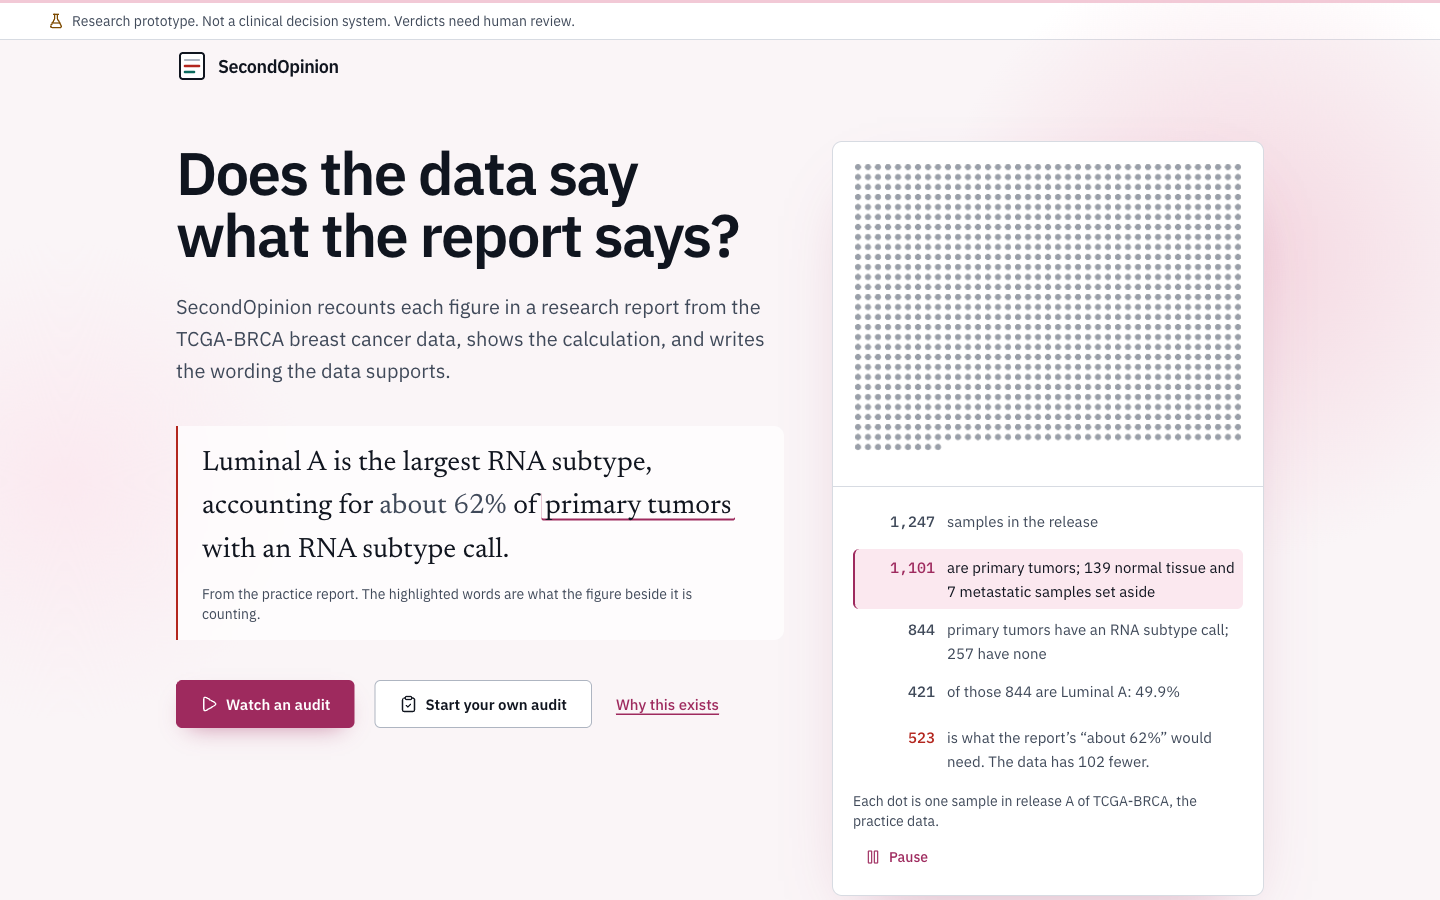 Research prototype. Not a clinical decision system. Verdicts need human review.
SecondOpinion
Does the data say
what the report says?
SecondOpinion recounts each figure in a research report from the
TCGA-BRCA breast cancer data, shows the calculation, and writes
the wording the data supports.
Luminal A is the largest RNA subtype,
accounting for about 62% of primary tumors
with an RNA subtype call.
From the practice report. The highlighted words are what the figure beside it is
counting.
Watch an audit
Start your own audit
Why this exists
1,247 samples in the release
1,101 are primary tumors; 139 normal tissue and
7 metastatic samples set aside
844 primary tumors have an RNA subtype call;
257 have none
421 of those 844 are Luminal A: 49.9%
523 is what the report’s “about 62%” would
need. The data has 102 fewer.
Each dot is one sample in release A of TCGA-BRCA, the
practice data.
Pause